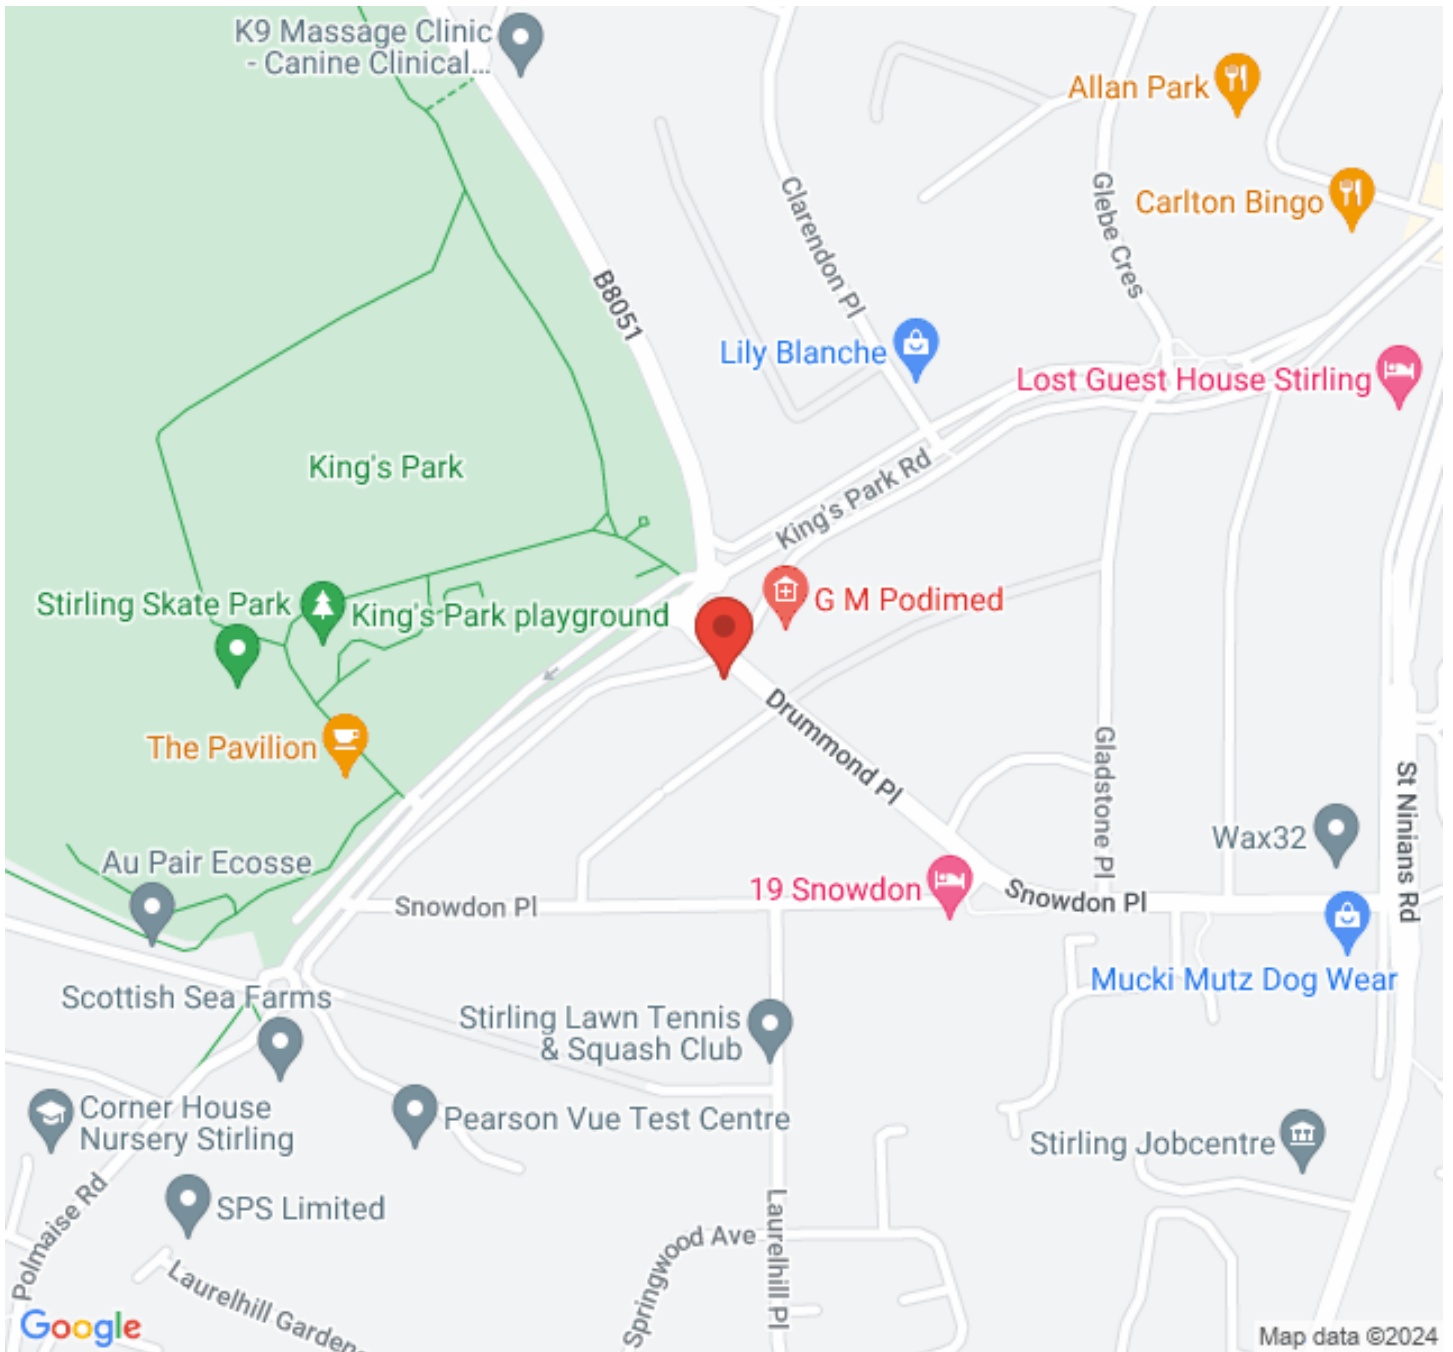 K9 Massage Clinic
- Canine Clinical...
Allan Park
Carlton Bingo
Clarendon Pl
Glebe Cres
B8051
Lily Blanche
Lost Guest House Stirling
King's Park
King's Park Rd
Stirling Skate Park
King's Park playground
G M Podimed
The Pavilion
Drummond Pl
Gladstone Pl
St Ninians Rd
Wax32
Au Pair Ecosse
19 Snowdon
Snowdon Pl
Snowdon Pl
Mucki Mutz Dog Wear
Scottish Sea Farms
Stirling Lawn Tennis
& Squash Club
Corner House
Nursery Stirling
Pearson Vue Test Centre
Stirling Jobcentre
SPS Limited
Polmaise Rd
Laurelhill Pl
Springwood Ave
Laurelhill Gardens
Google
Map data ©2024